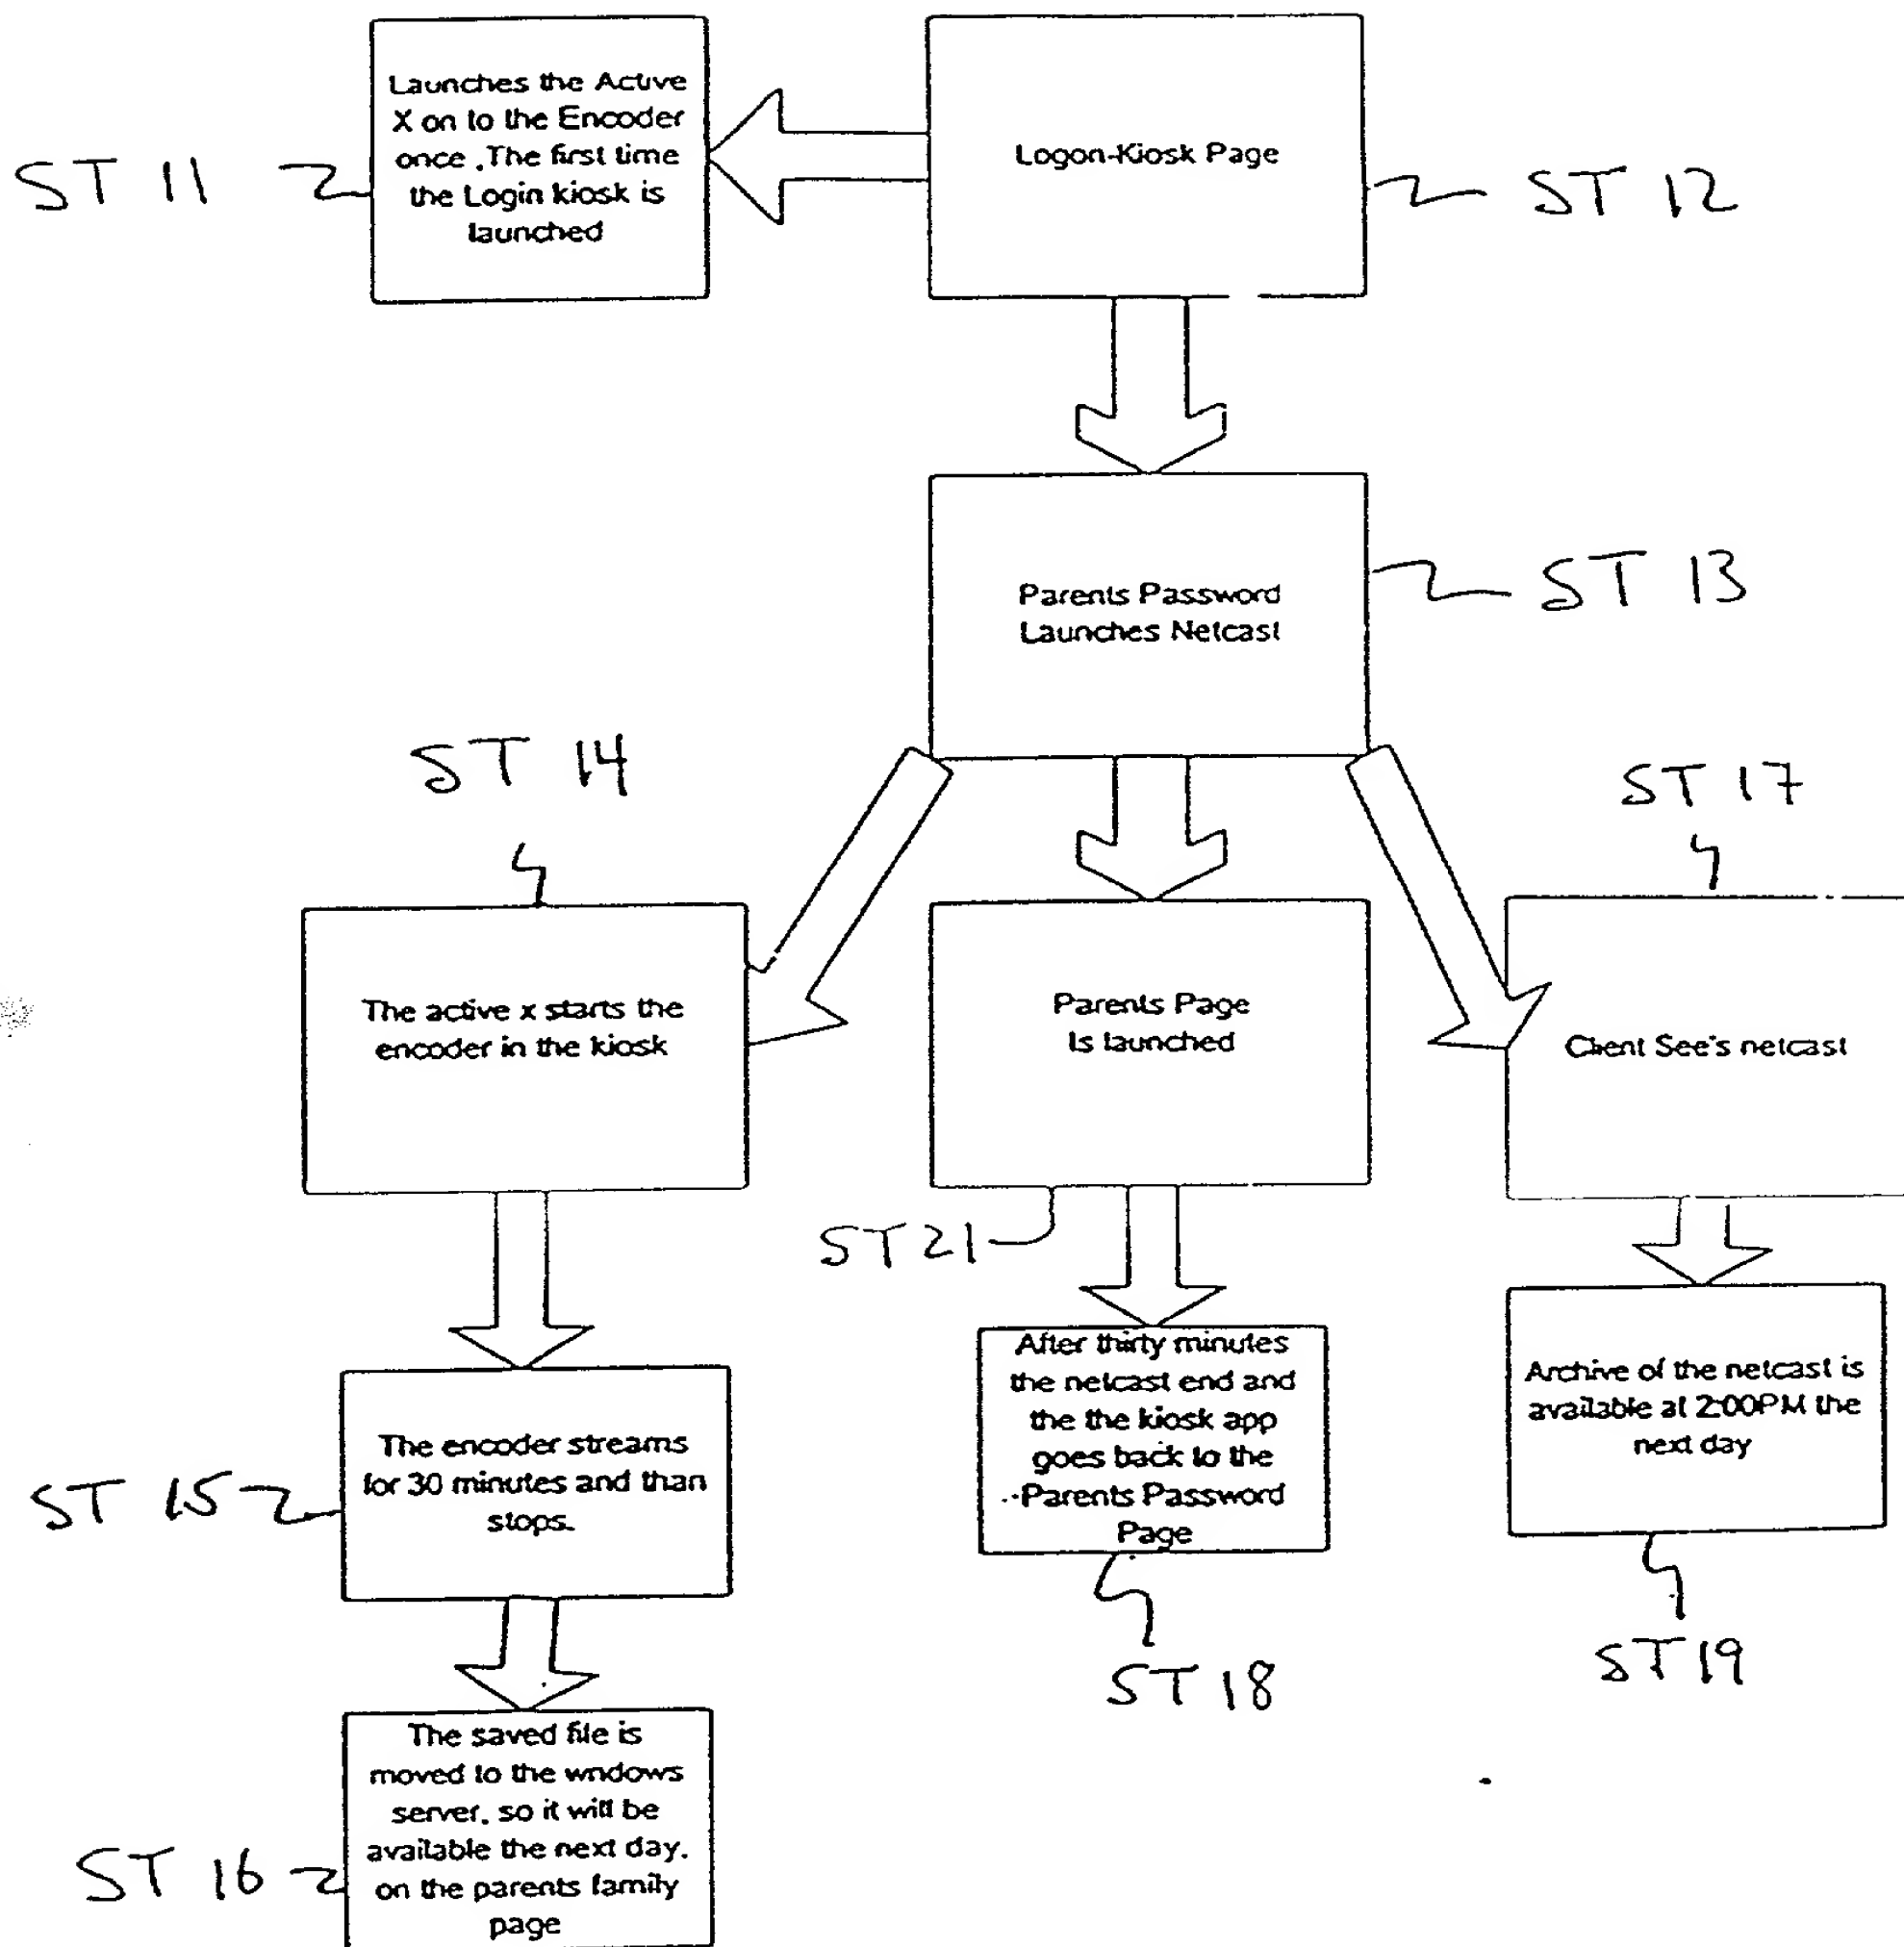 Launches the Active
X on to the Encoder
once .The first time
the Login kiosk is
launched
ST 11
Logon-Kiosk Page
ST 12
Parents Password
Launches Netcast
ST 13
ST 14
The active x starts the
encoder in the kiosk
Parents Page
Is launched
ST 21
ST 17
Client See's netcast
The encoder streams
for 30 minutes and than
stops.
ST 15
After thirty minutes
the netcast end and
the the kiosk app
goes back to the
Parents Password
Page
ST 18
Archive of the netcast is
available at 2:00PM the
next day
ST 19
The saved file is
moved to the wndows
server. so it will be
available the next day.
on the parents family
page
ST 16